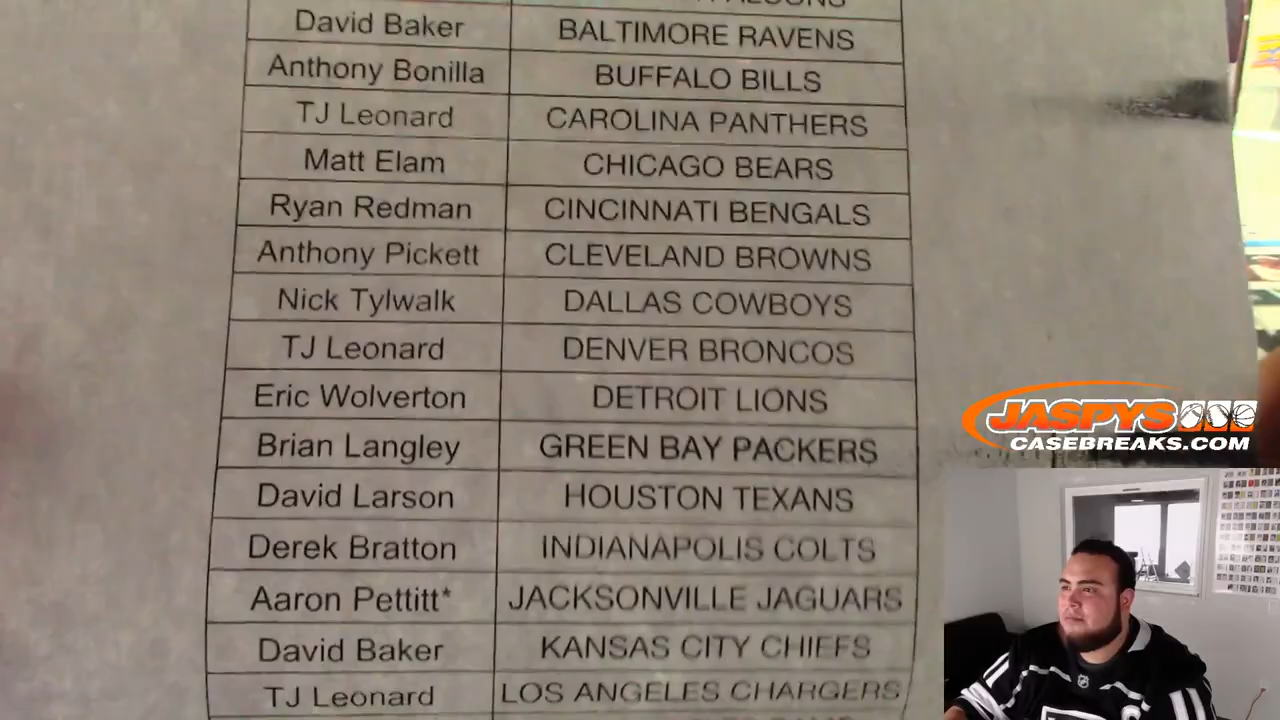 David Baker BALTIMORE RAVENS
Anthony Bonilla BUFFALO BILLS
TJ Leonard CAROLINA PANTHERS
Matt Elam CHICAGO BEARS
Ryan Redman CINCINNATI BENGALS
Anthony Pickett CLEVELAND BROWNS
Nick Tylwalk DALLAS COWBOYS
TJ Leonard DENVER BRONCOS
Eric Wolverton DETROIT LIONS
Brian Langley GREEN BAY PACKERS
David Larson HOUSTON TEXANS
Derek Bratton INDIANAPOLIS COLTS
Aaron Pettitt* JACKSONVILLE JAGUARS
David Baker KANSAS CITY CHIEFS
TJ Leonard LOS ANGELES CHARGERS
JASPYS
CASEBREAKS.COM